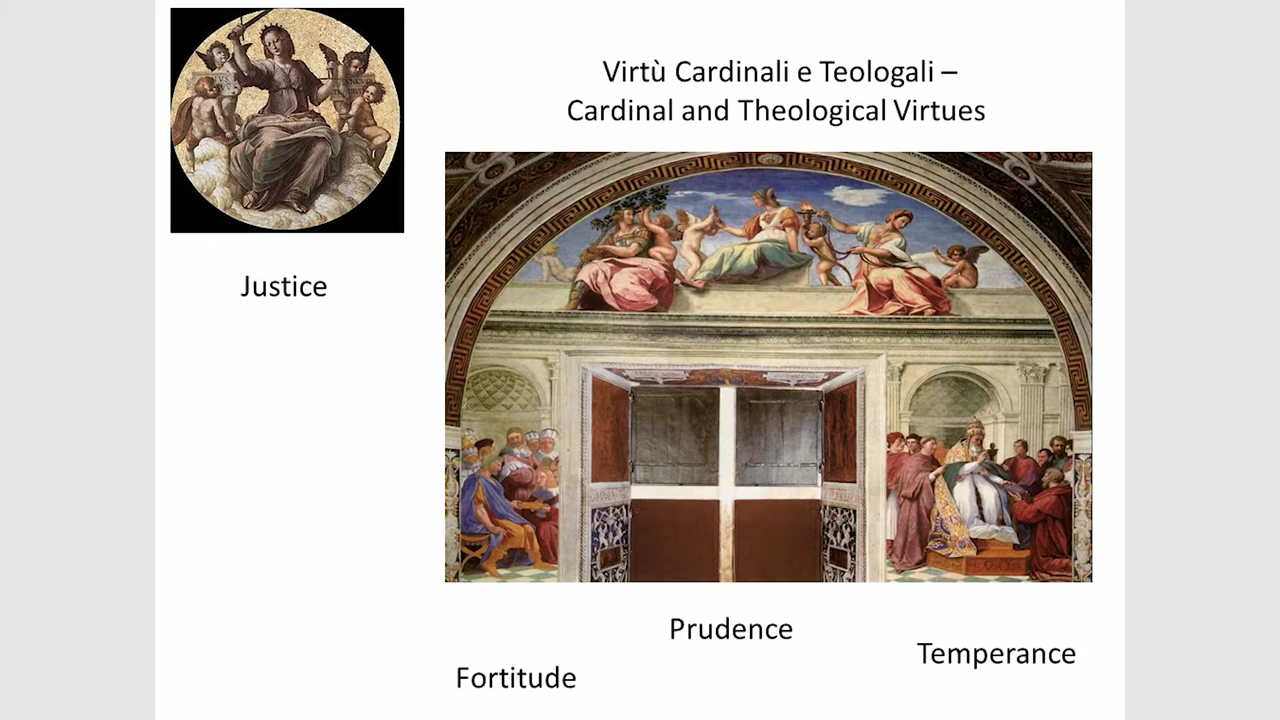 Virtù Cardinali e Teologali –
Cardinal and Theological Virtues
Justice
Prudence
Temperance
Fortitude